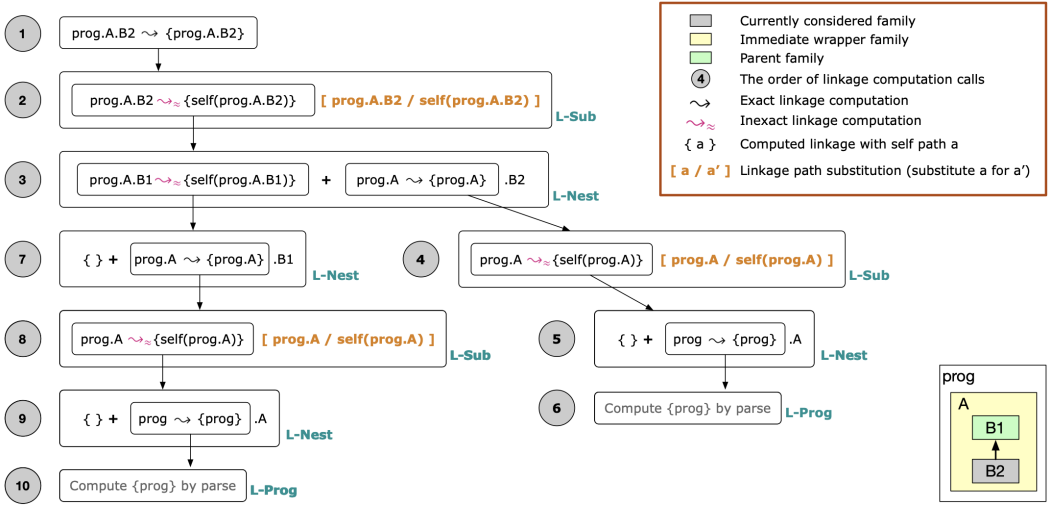 1
prog.A.B2 ⤳ {prog.A.B2}
2
prog.A.B2 ⤳≈ {self(prog.A.B2)} [ prog.A.B2 / self(prog.A.B2) ]
L-Sub
3
prog.A.B1 ⤳≈ {self(prog.A.B1)} + prog.A ⤳ {prog.A} .B2
L-Nest
7
{ } + prog.A ⤳ {prog.A} .B1
L-Nest
4
prog.A ⤳≈ {self(prog.A)} [ prog.A / self(prog.A) ]
L-Sub
8
prog.A ⤳≈ {self(prog.A)} [ prog.A / self(prog.A) ]
L-Sub
5
{ } + prog ⤳ {prog} .A
L-Nest
9
{ } + prog ⤳ {prog} .A
L-Nest
6
Compute {prog} by parse
L-Prog
10
Compute {prog} by parse
L-Prog
Currently considered family
Immediate wrapper family
Parent family
4 The order of linkage computation calls
⤳ Exact linkage computation
⤳≈ Inexact linkage computation
{ a } Computed linkage with self path a
[ a / a’ ] Linkage path substitution (substitute a for a’)
prog
A
B1
B2